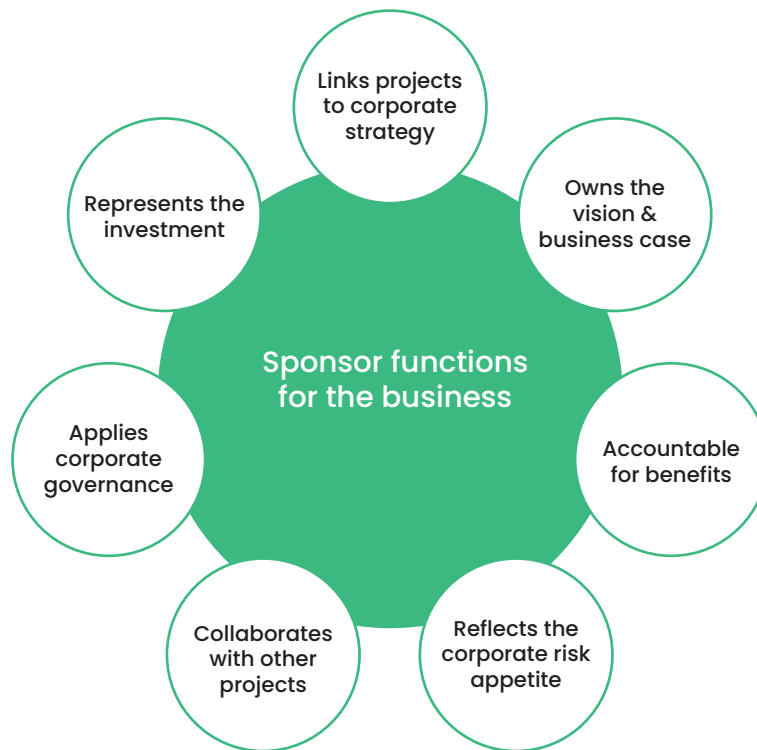 Links projects
to corporate
strategy
Owns the
vision &
business case
Accountable
for benefits
Reflects the
corporate risk
appetite
Collaborates
with other
projects
Applies
corporate
governance
Represents the
investment
Sponsor functions
for the business